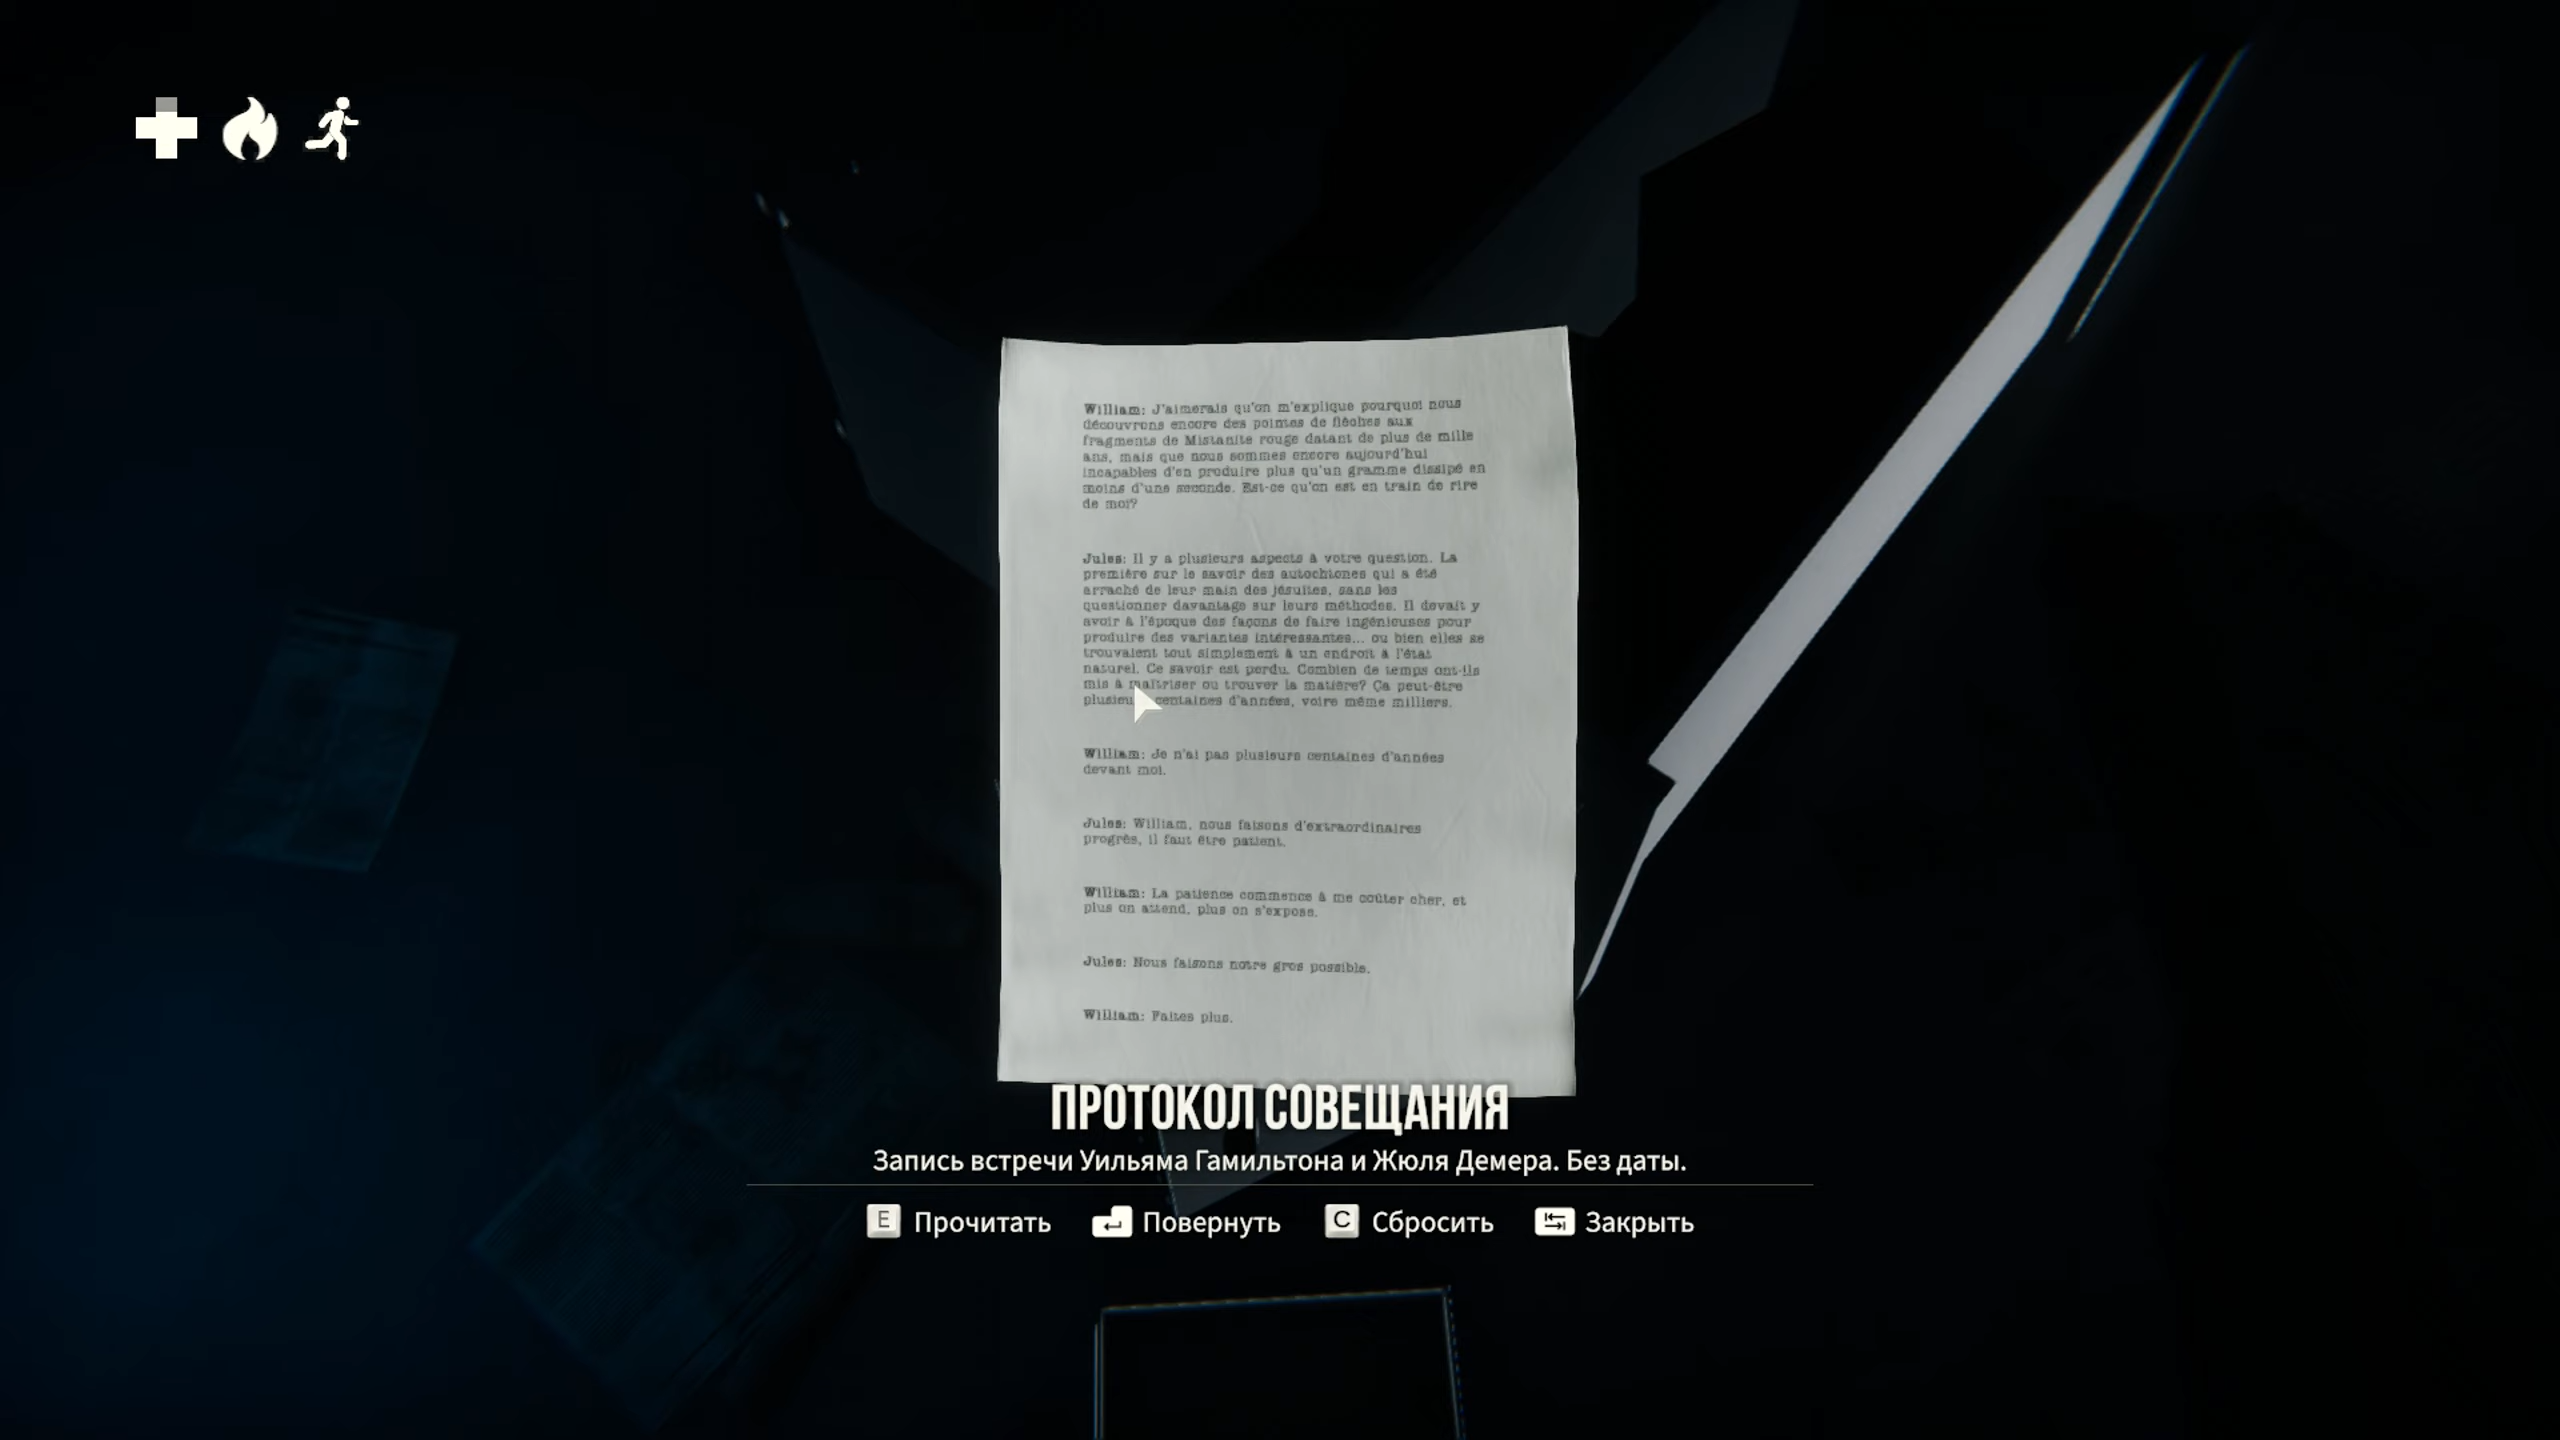 William: J'aimerais qu'on m'explique pourquoi nous
découvrons encore des pointes de flèches aux
fragments de Mistanite rouge datant de plus de mille
ans, mais que nous sommes encore aujourd'hui
incapables d'en produire plus qu'un gramme dissipé en
moins d'une seconde. Est-ce qu'on est en train de rire
de moi?
Jules: Il y a plusieurs aspects à votre question. La
première sur le savoir des autochtones qui a été
arraché de leur main des jésuites, sans les
questionner davantage sur leurs méthodes. Il devait y
avoir à l'époque des façons de faire ingénieuses pour
produire des variantes intéressantes... ou bien elles se
trouvaient tout simplement à un endroit à l'état
naturel. Ce savoir est perdu. Combien de temps ont-ils
mis à maîtriser ou trouver la matière? Ça peut-être
centaines d'années, voire même milliers.
William: Je n'ai pas plusieurs centaines d'années
devant moi.
Jules: William, nous faisons d'extraordinaires
progrès, il faut être patient.
William: La patience commence à me coûter cher, et
plus on attend, plus on s'expose.
Jules: Nous faisons notre gros possible.
William: Faites plus.
ПРОТОКОЛ СОВЕЩАНИЯ
Запись встречи Уильяма Гамильтона и Жюля Демера. Без даты.
E Прочитать Повернуть C Сбросить Закрыть